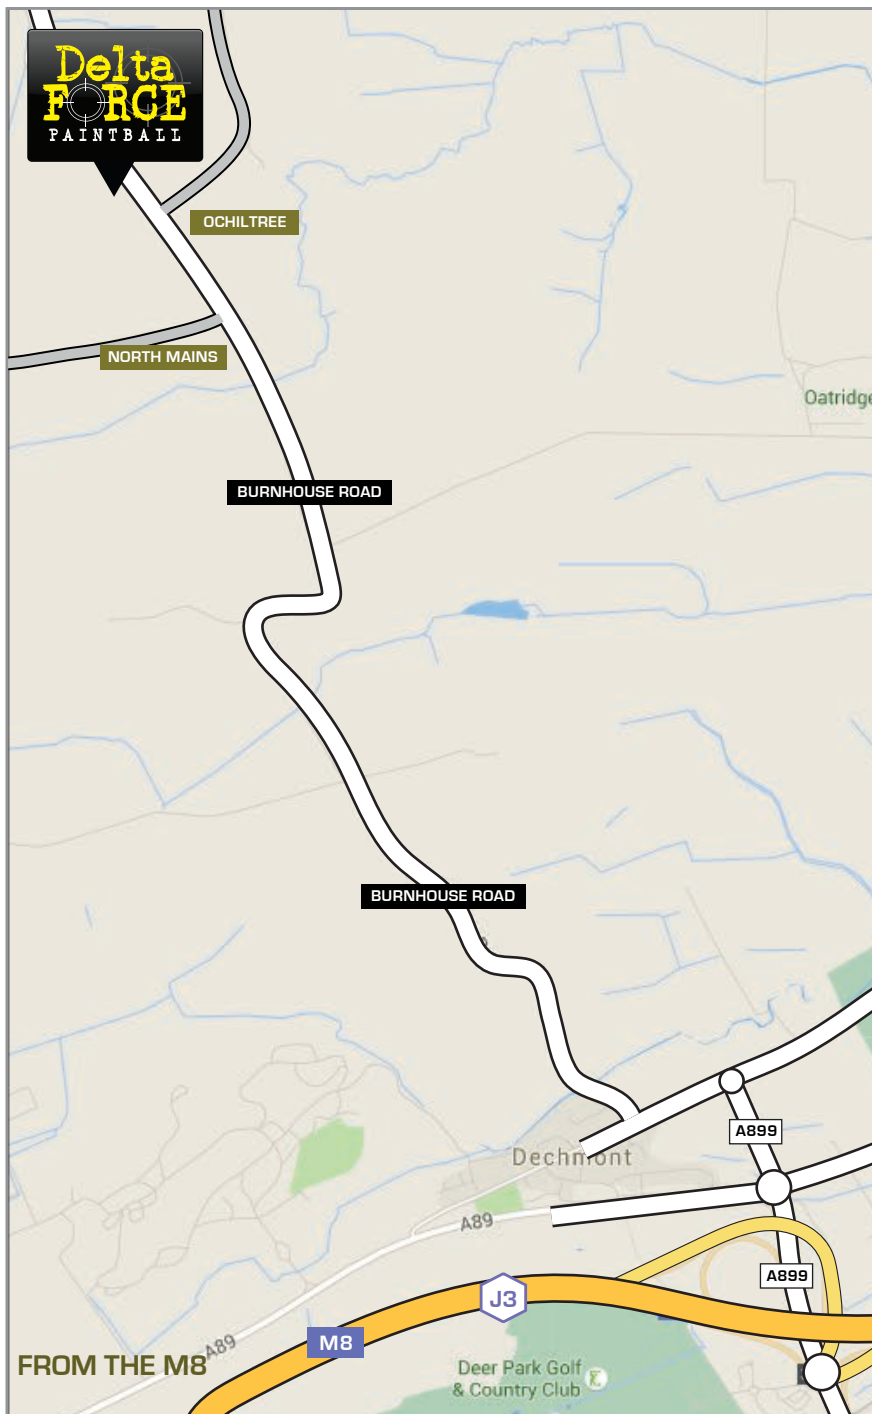 Delta
FORCE
PAINTBALL
OCHILTREE
NORTH MAINS
Oatridge
BURNHOUSE ROAD
BURNHOUSE ROAD
A899
Dechmont
A89
A899
J3
M8
A89
FROM THE M8
Deer Park Golf
& Country Club